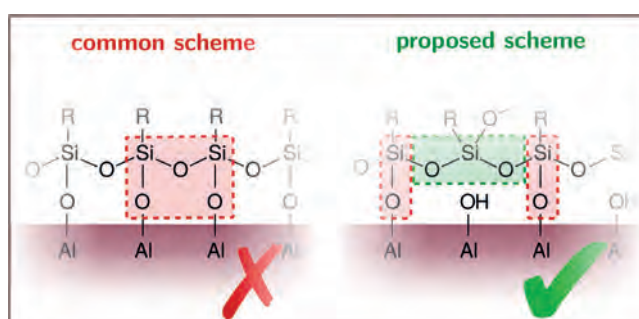 common scheme
proposed scheme
R R R R R O⁻ R
Si Si Si Si Si Si Si Si
O O O O O O O O
O O O O O OH O OH
Al Al Al Al Al Al Al A